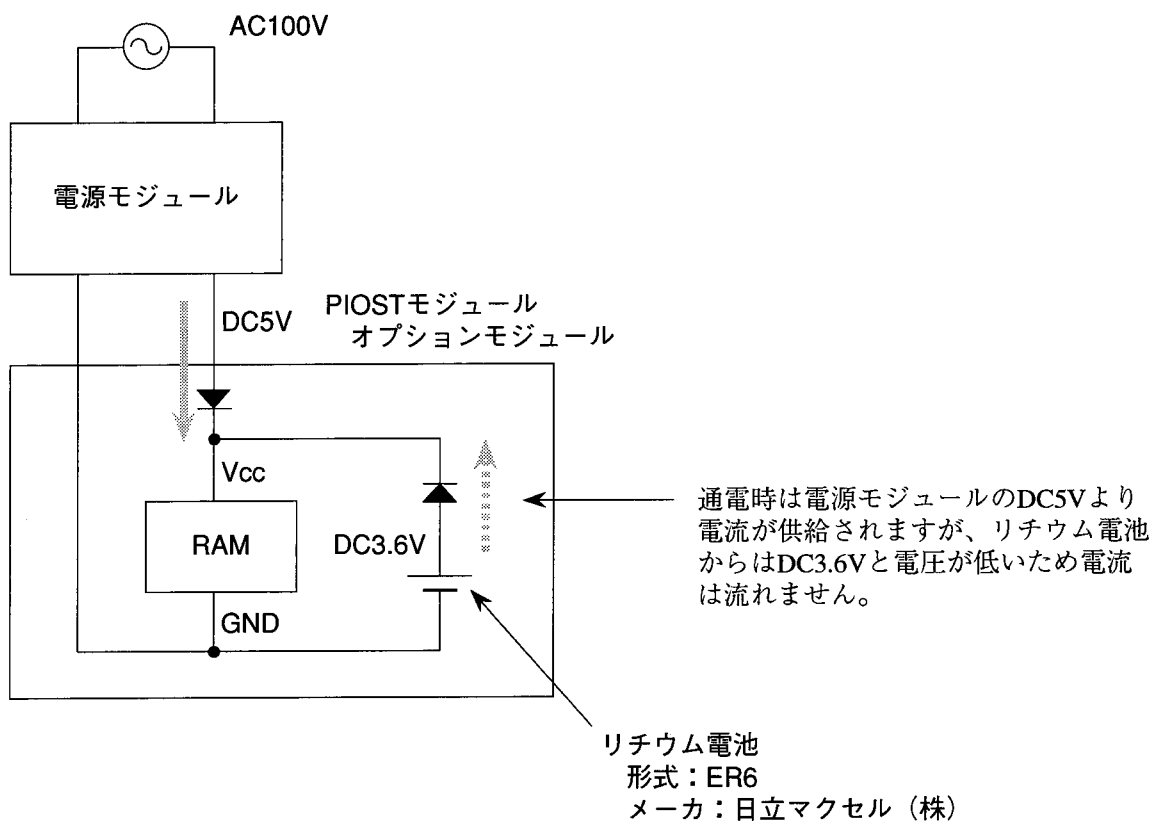 AC100V
電源モジュール
DC5V
PIOSTモジュール
オプションモジュール
Vcc
RAM
DC3.6V
GND
通電時は電源モジュールのDC5Vより
電流が供給されますが、リチウム電池
からはDC3.6Vと電圧が低いため電流
は流れません。
リチウム電池
形式：ER6
メーカ：日立マクセル（株）